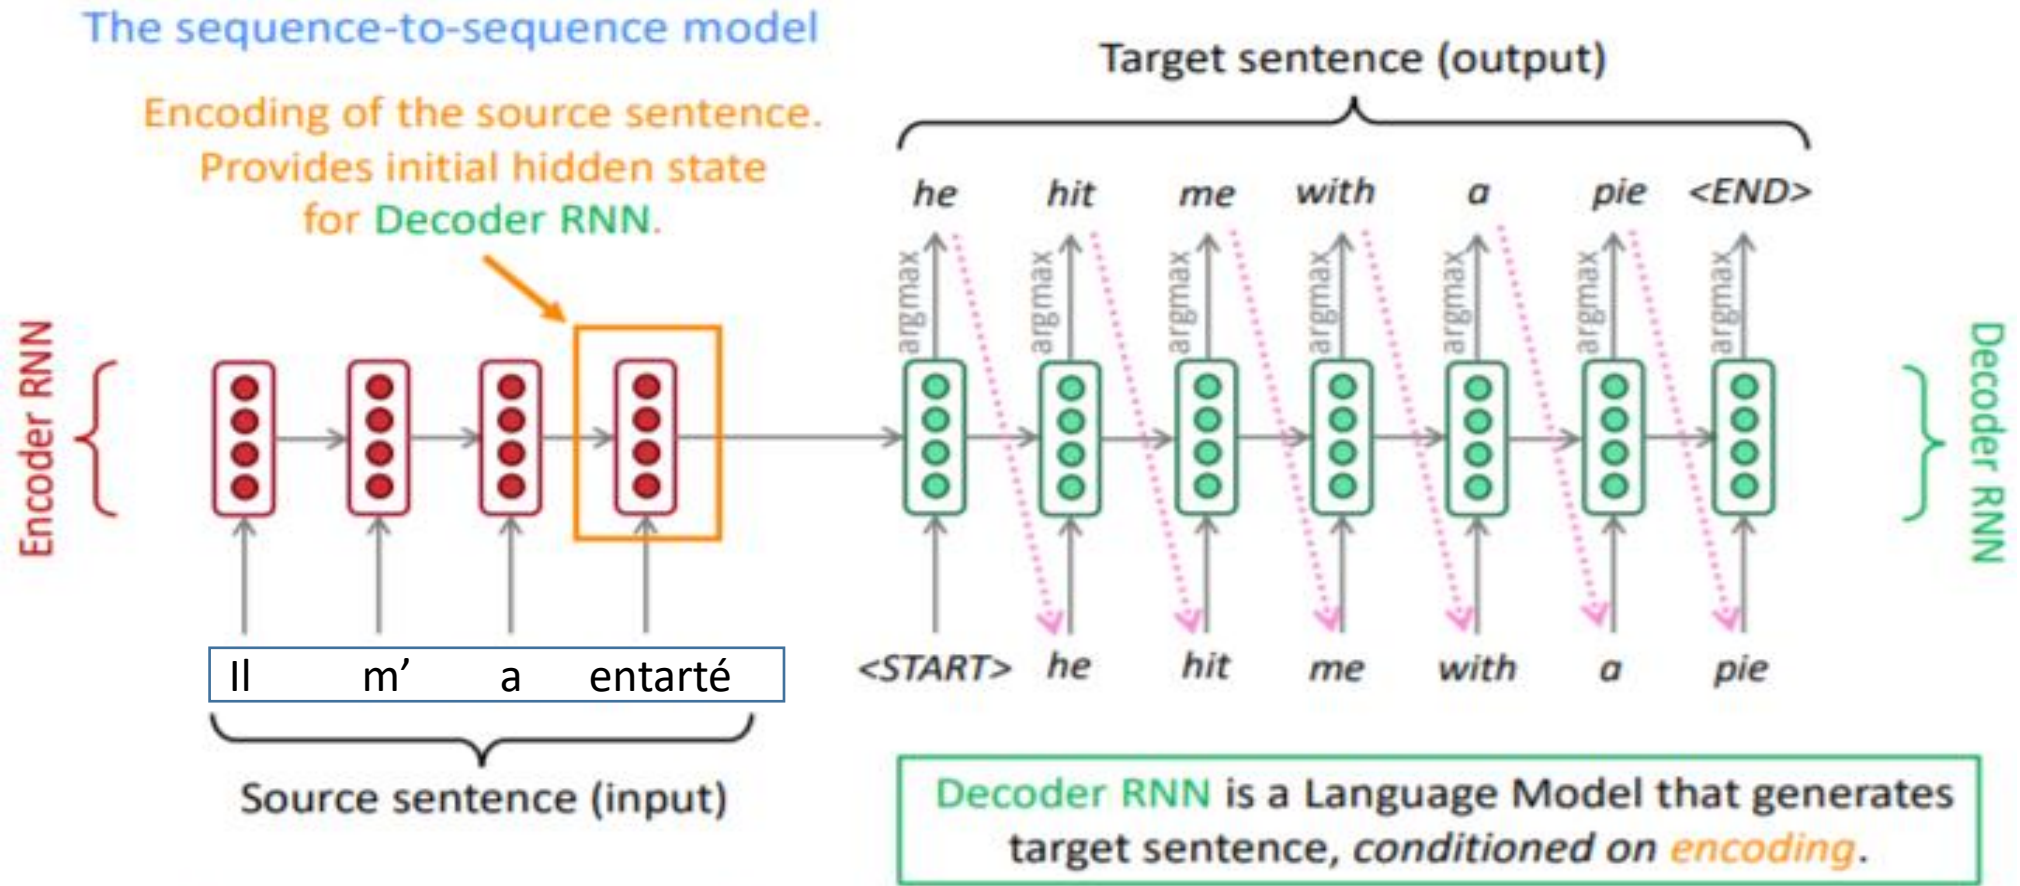 The sequence-to-sequence model
Encoding of the source sentence.
Provides initial hidden state
for Decoder RNN.
Target sentence (output)
he hit me with a pie <END>
argmax argmax argmax argmax argmax argmax argmax
Encoder RNN
Decoder RNN
Il m’ a entarté
<START> he hit me with a pie
Source sentence (input)
Decoder RNN is a Language Model that generates
target sentence, conditioned on encoding.